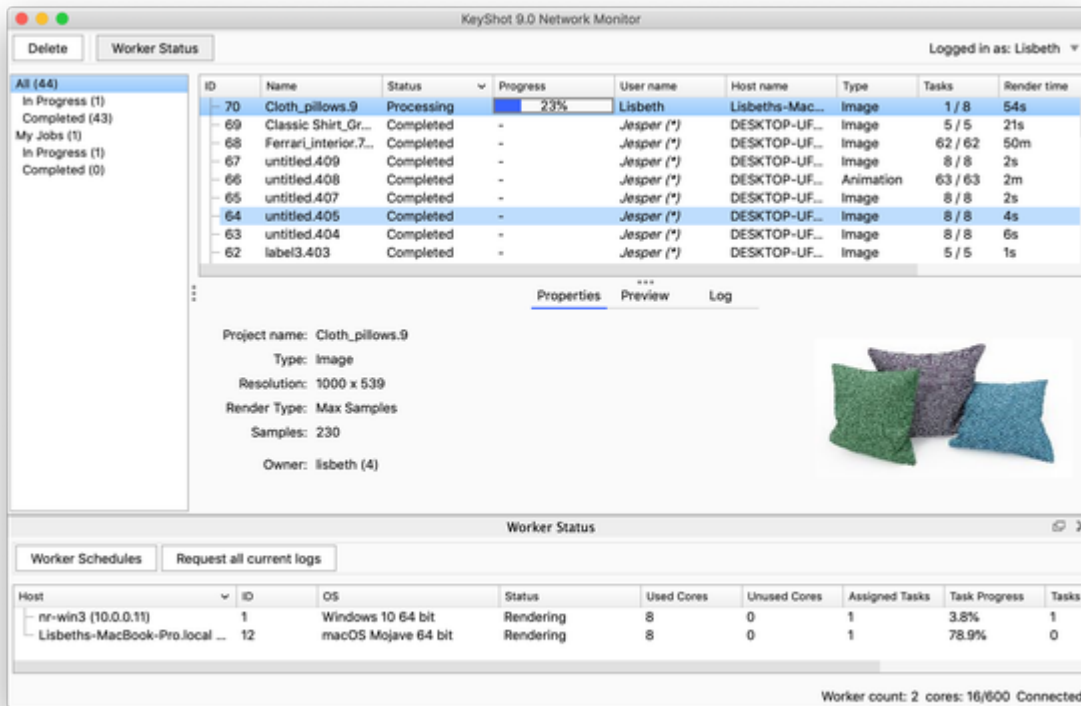 KeyShot 9.0 Network Monitor
Delete Worker Status Logged in as: Lisbeth
All (44)
In Progress (1)
Completed (43)
My Jobs (1)
In Progress (1)
Completed (0)
ID Name Status Progress User name Host name Type Tasks Render time
70 Cloth_pillows.9 Processing 23% Lisbeth Lisbeths-Mac... Image 1 / 8 54s
69 Classic Shirt_Gr... Completed - Jesper (*) DESKTOP-UF... Image 5 / 5 21s
68 Ferrari_interior.7... Completed - Jesper (*) DESKTOP-UF... Image 62 / 62 50m
67 untitled.409 Completed - Jesper (*) DESKTOP-UF... Image 8 / 8 2s
66 untitled.408 Completed - Jesper (*) DESKTOP-UF... Animation 63 / 63 2m
65 untitled.407 Completed - Jesper (*) DESKTOP-UF... Image 8 / 8 2s
64 untitled.405 Completed - Jesper (*) DESKTOP-UF... Image 8 / 8 4s
63 untitled.404 Completed - Jesper (*) DESKTOP-UF... Image 8 / 8 6s
62 label3.403 Completed - Jesper (*) DESKTOP-UF... Image 5 / 5 1s
Properties Preview Log
Project name: Cloth_pillows.9
Type: Image
Resolution: 1000 x 539
Render Type: Max Samples
Samples: 230
Owner: lisbeth (4)
Worker Status
Worker Schedules Request all current logs
Host ID OS Status Used Cores Unused Cores Assigned Tasks Task Progress Tasks
nr-win3 (10.0.0.11) 1 Windows 10 64 bit Rendering 8 0 1 3.8% 1
Lisbeths-MacBook-Pro.local ... 12 macOS Mojave 64 bit Rendering 8 0 1 78.9% 0
Worker count: 2 cores: 16/600 Connected